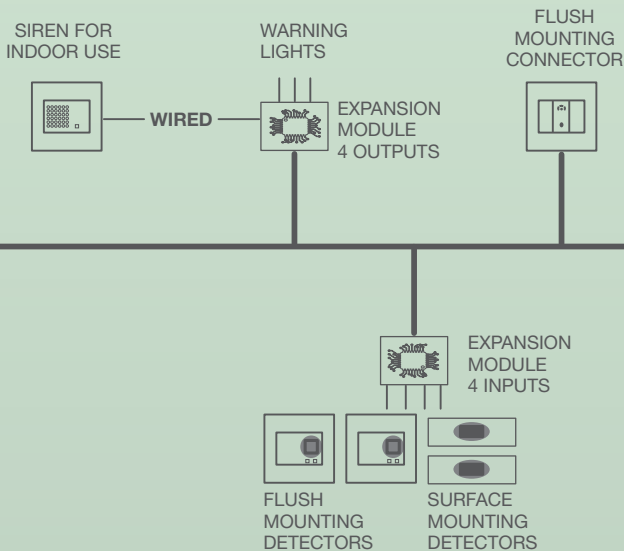 SIREN FOR
INDOOR USE
WARNING
LIGHTS
FLUSH
MOUNTING
CONNECTOR
WIRED
EXPANSION
MODULE
4 OUTPUTS
EXPANSION
MODULE
4 INPUTS
FLUSH
MOUNTING
DETECTORS
SURFACE
MOUNTING
DETECTORS